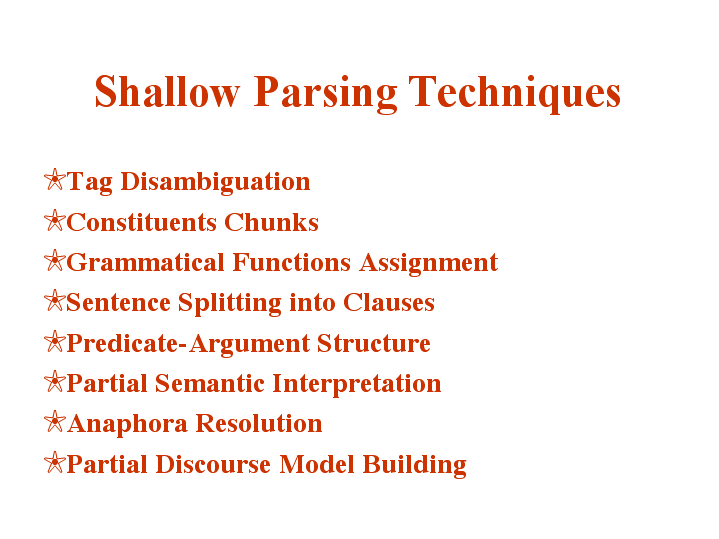 Shallow Parsing Techniques
Tag Disambiguation
Constituents Chunks
Grammatical Functions Assignment
Sentence Splitting into Clauses
Predicate-Argument Structure
Partial Semantic Interpretation
Anaphora Resolution
Partial Discourse Model Building